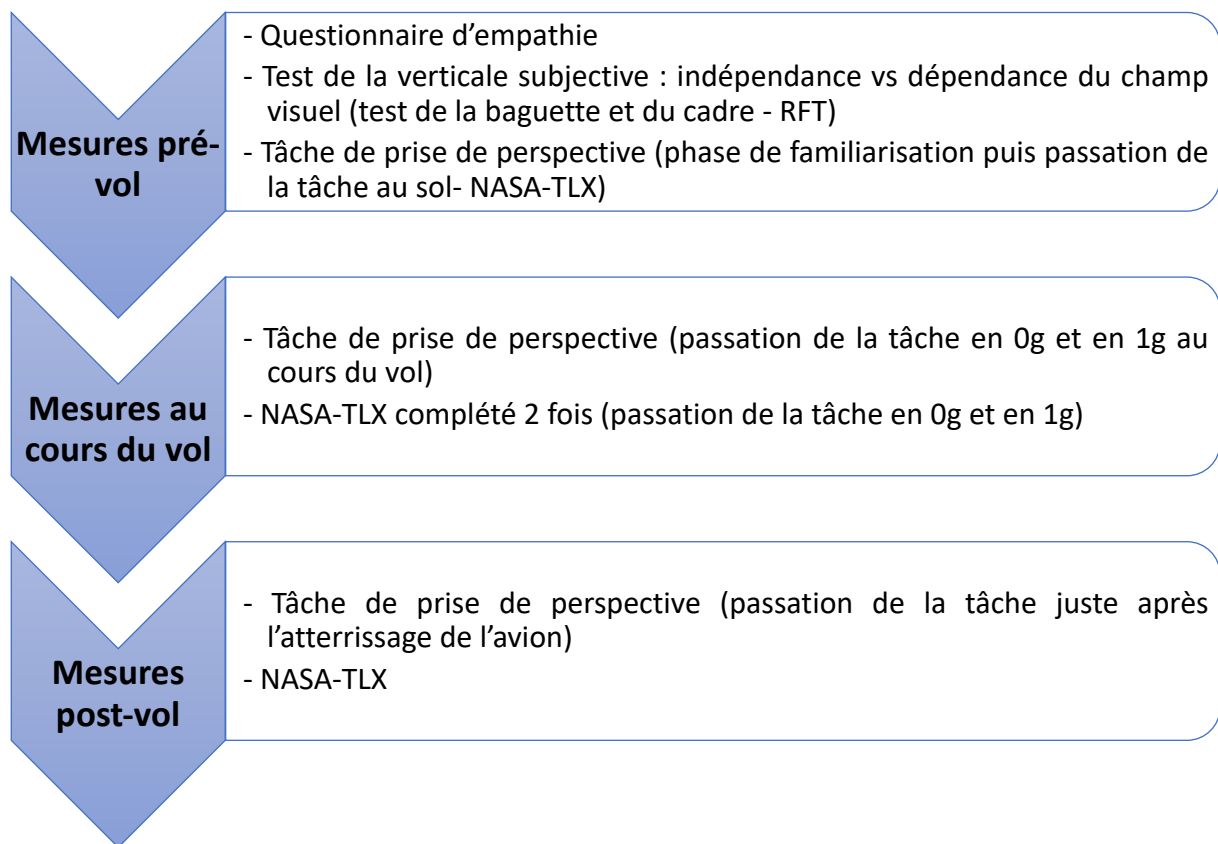 Mesures pré-
vol
- Questionnaire d’empathie
- Test de la verticale subjective : indépendance vs dépendance du champ
visuel (test de la baguette et du cadre - RFT)
- Tâche de prise de perspective (phase de familiarisation puis passation de
la tâche au sol- NASA-TLX)
Mesures au
cours du vol
- Tâche de prise de perspective (passation de la tâche en 0g et en 1g au
cours du vol)
- NASA-TLX complété 2 fois (passation de la tâche en 0g et en 1g)
Mesures
post-vol
- Tâche de prise de perspective (passation de la tâche juste après
l’atterrissage de l’avion)
- NASA-TLX